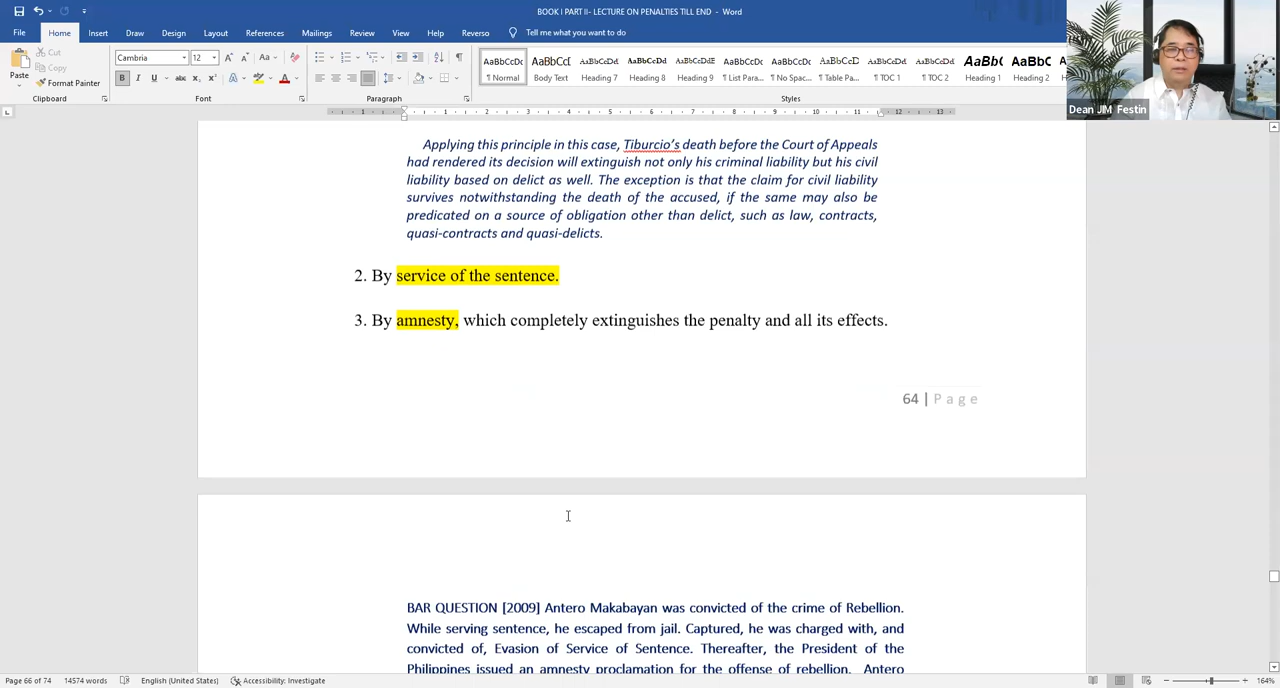 BOOK I PART II- LECTURE ON PENALTIES TILL END - Word
File Home Insert Draw Design Layout References Mailings Review View Help Reverso Tell me what you want to do
Paste
Cut
Copy
Format Painter
Cambria 12
AaBbCcDc AaBbCcI AaBbCcDc AaBbCcDc AaBbCcDdE AaBbCcDc AaBbCcDc AaBbCcD AaBbCcDd AaBbCcDd AaBb( AaBbC
¶ Normal Body Text Heading 7 Heading 8 Heading 9 ¶ List Para... ¶ No Spac... ¶ Table Pa... ¶ TOC 1 ¶ TOC 2 Heading 1 Heading 2
Clipboard Font Paragraph Styles
Dean JM Festin
Applying this principle in this case, Tiburcio's death before the Court of Appeals
had rendered its decision will extinguish not only his criminal liability but his civil
liability based on delict as well. The exception is that the claim for civil liability
survives notwithstanding the death of the accused, if the same may also be
predicated on a source of obligation other than delict, such as law, contracts,
quasi-contracts and quasi-delicts.
2. By service of the sentence.
3. By amnesty, which completely extinguishes the penalty and all its effects.
64 | Page
BAR QUESTION [2009] Antero Makabayan was convicted of the crime of Rebellion.
While serving sentence, he escaped from jail. Captured, he was charged with, and
convicted of, Evasion of Service of Sentence. Thereafter, the President of the
Philippines issued an amnesty proclamation for the offense of rebellion. Antero
Page 66 of 74 14574 words English (United States) Accessibility: Investigate 164%